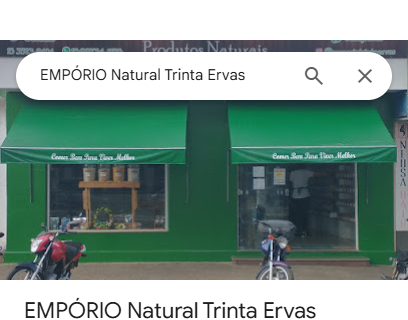 Produtos Naturais
EMPÓRIO Natural Trinta Ervas
Comer Bem Para Viver Melhor
Comer Bem Para Viver Melhor
NEUSA
EMPÓRIO Natural Trinta Ervas